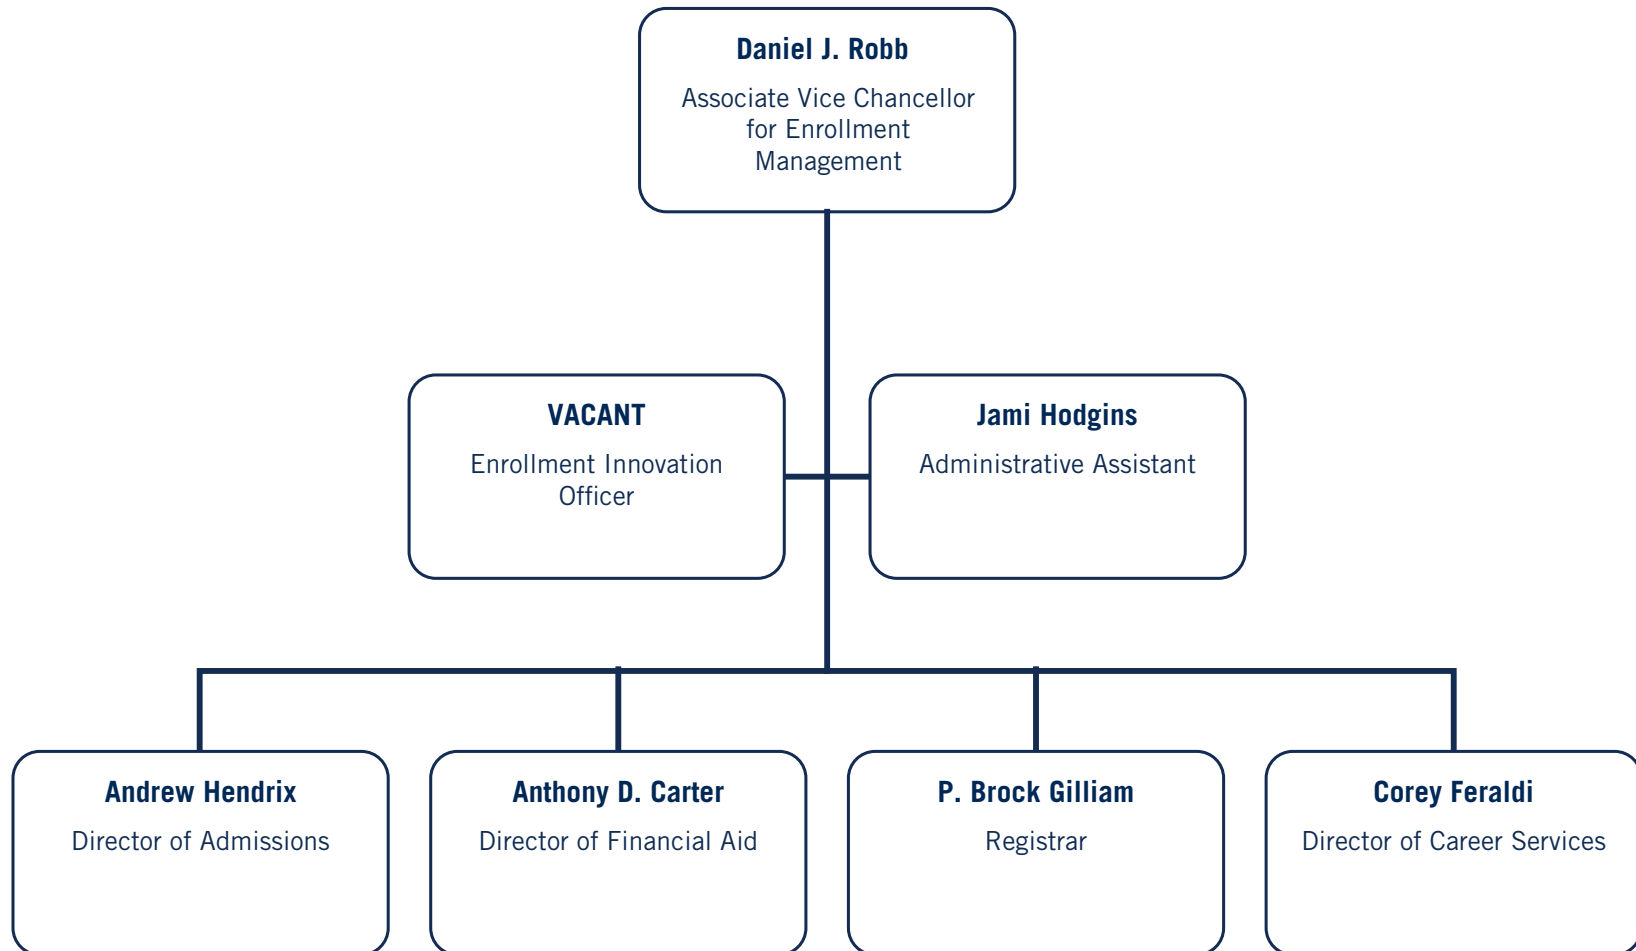 Daniel J. Robb
Associate Vice Chancellor
for Enrollment
Management
VACANT
Enrollment Innovation
Officer
Jami Hodgins
Administrative Assistant
Andrew Hendrix
Director of Admissions
Anthony D. Carter
Director of Financial Aid
P. Brock Gilliam
Registrar
Corey Feraldi
Director of Career Services